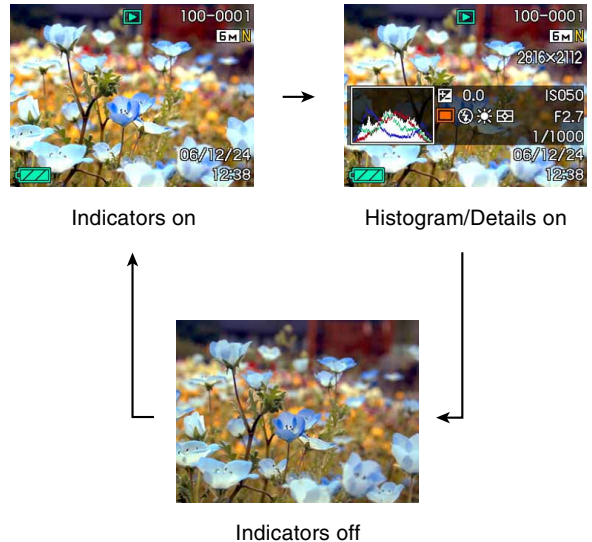 100-0001
6M N
06/12/24
12:38
Indicators on
100-0001
6M N
2816×2112
0.0 ISO50
F2.7
1/1000
06/12/24
12:38
Histogram/Details on
Indicators off